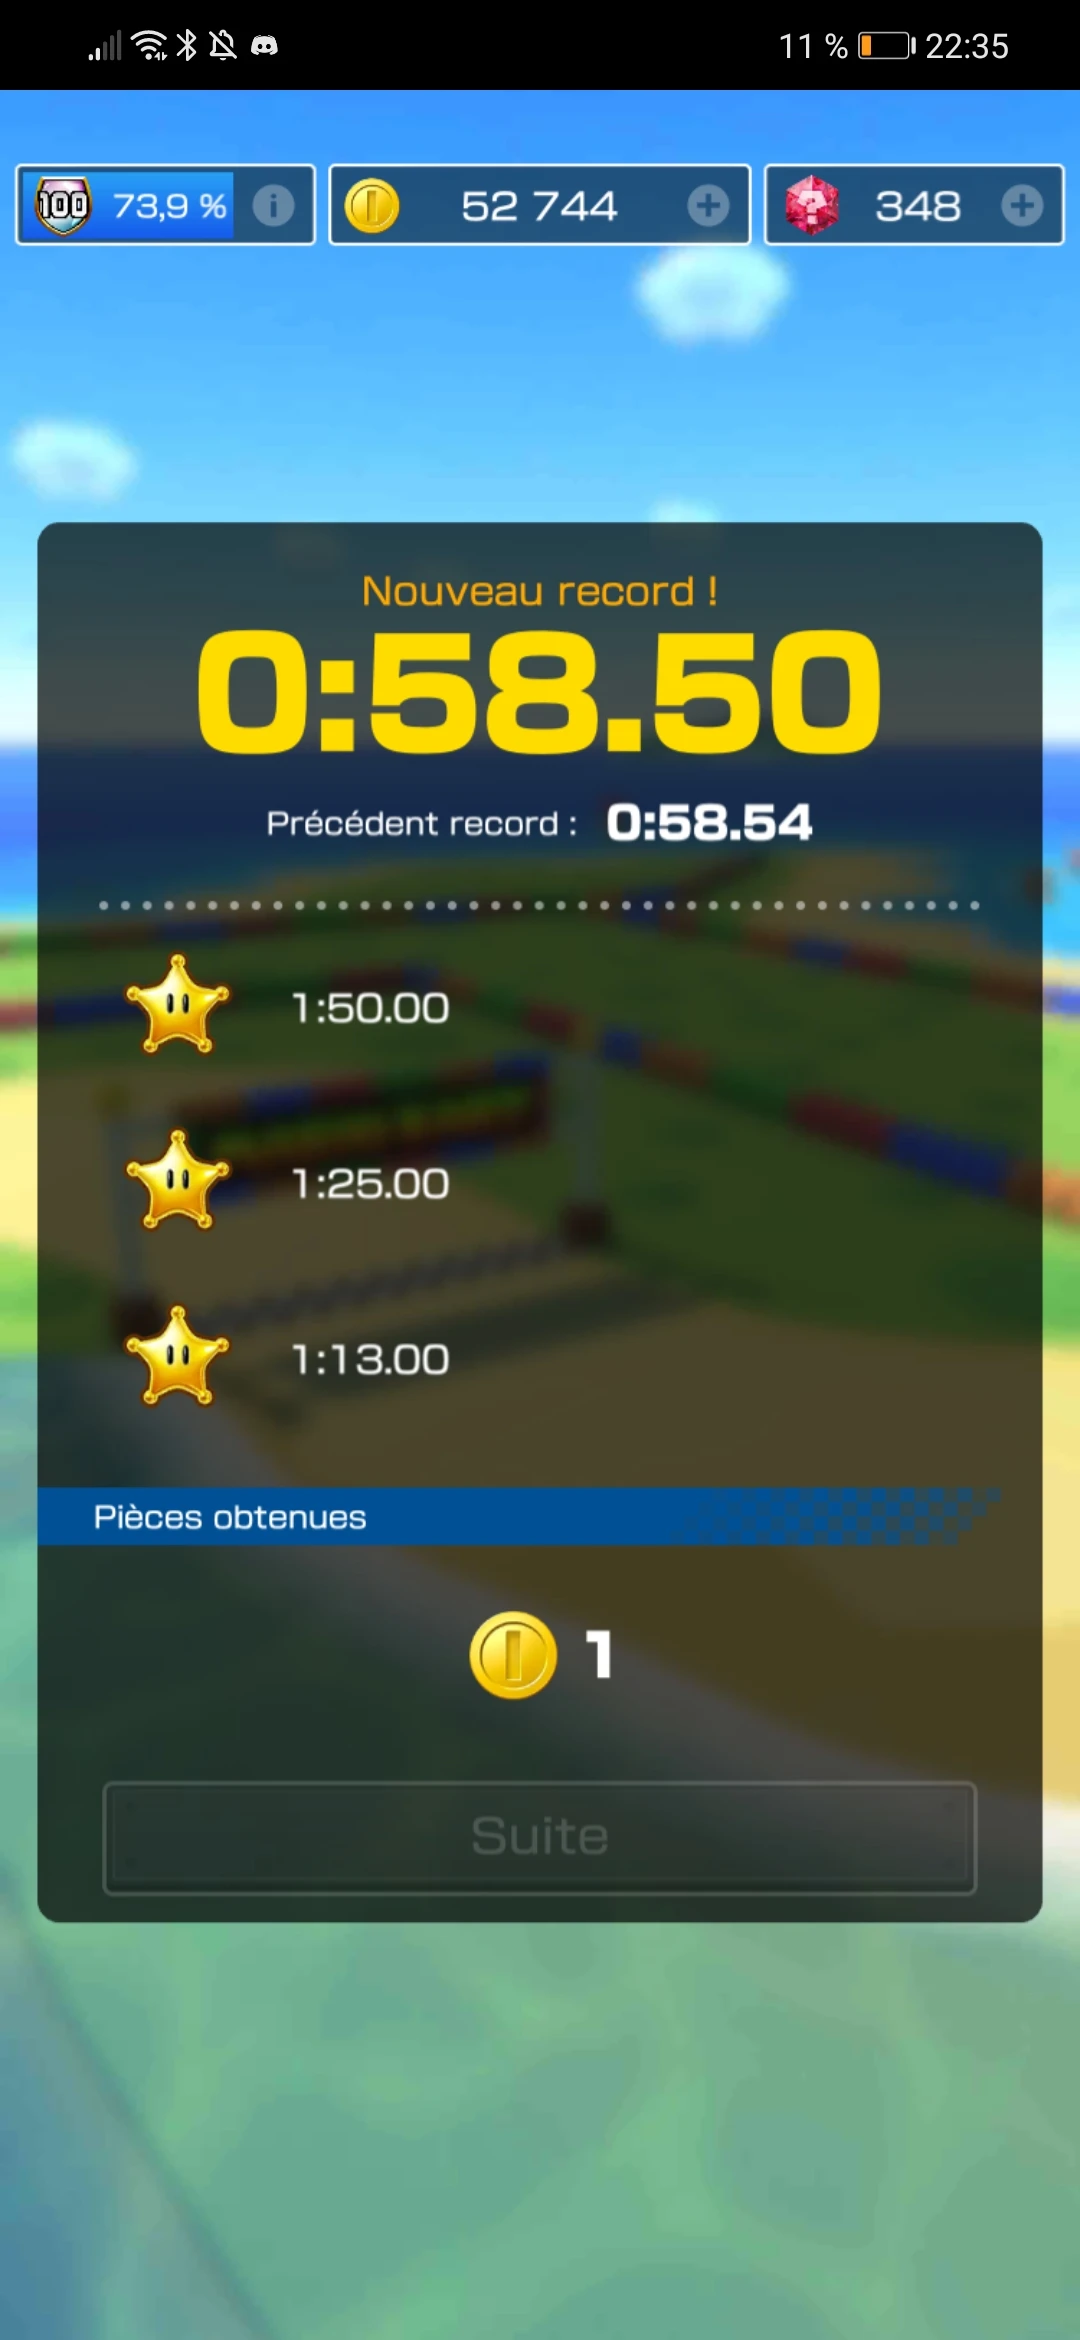 11 % 22:35
100 73,9 % 52 744 348
Nouveau record !
0:58.50
Précédent record : 0:58.54
1:50.00
1:25.00
1:13.00
Pièces obtenues
1
Suite